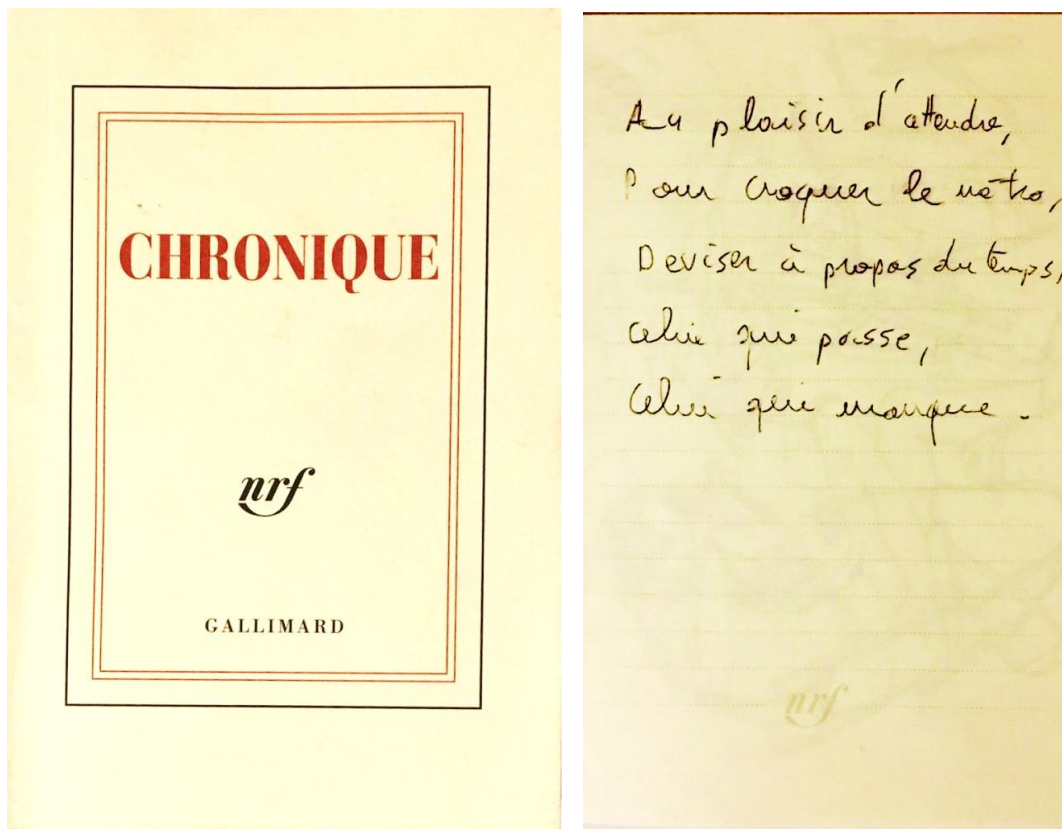 CHRONIQUE
nrf
GALLIMARD
Au plaisir d'attendre,
Pour croquer le métro,
Deviser à propos du temps,
Celui qui passe,
Celui qui manque.
nrf